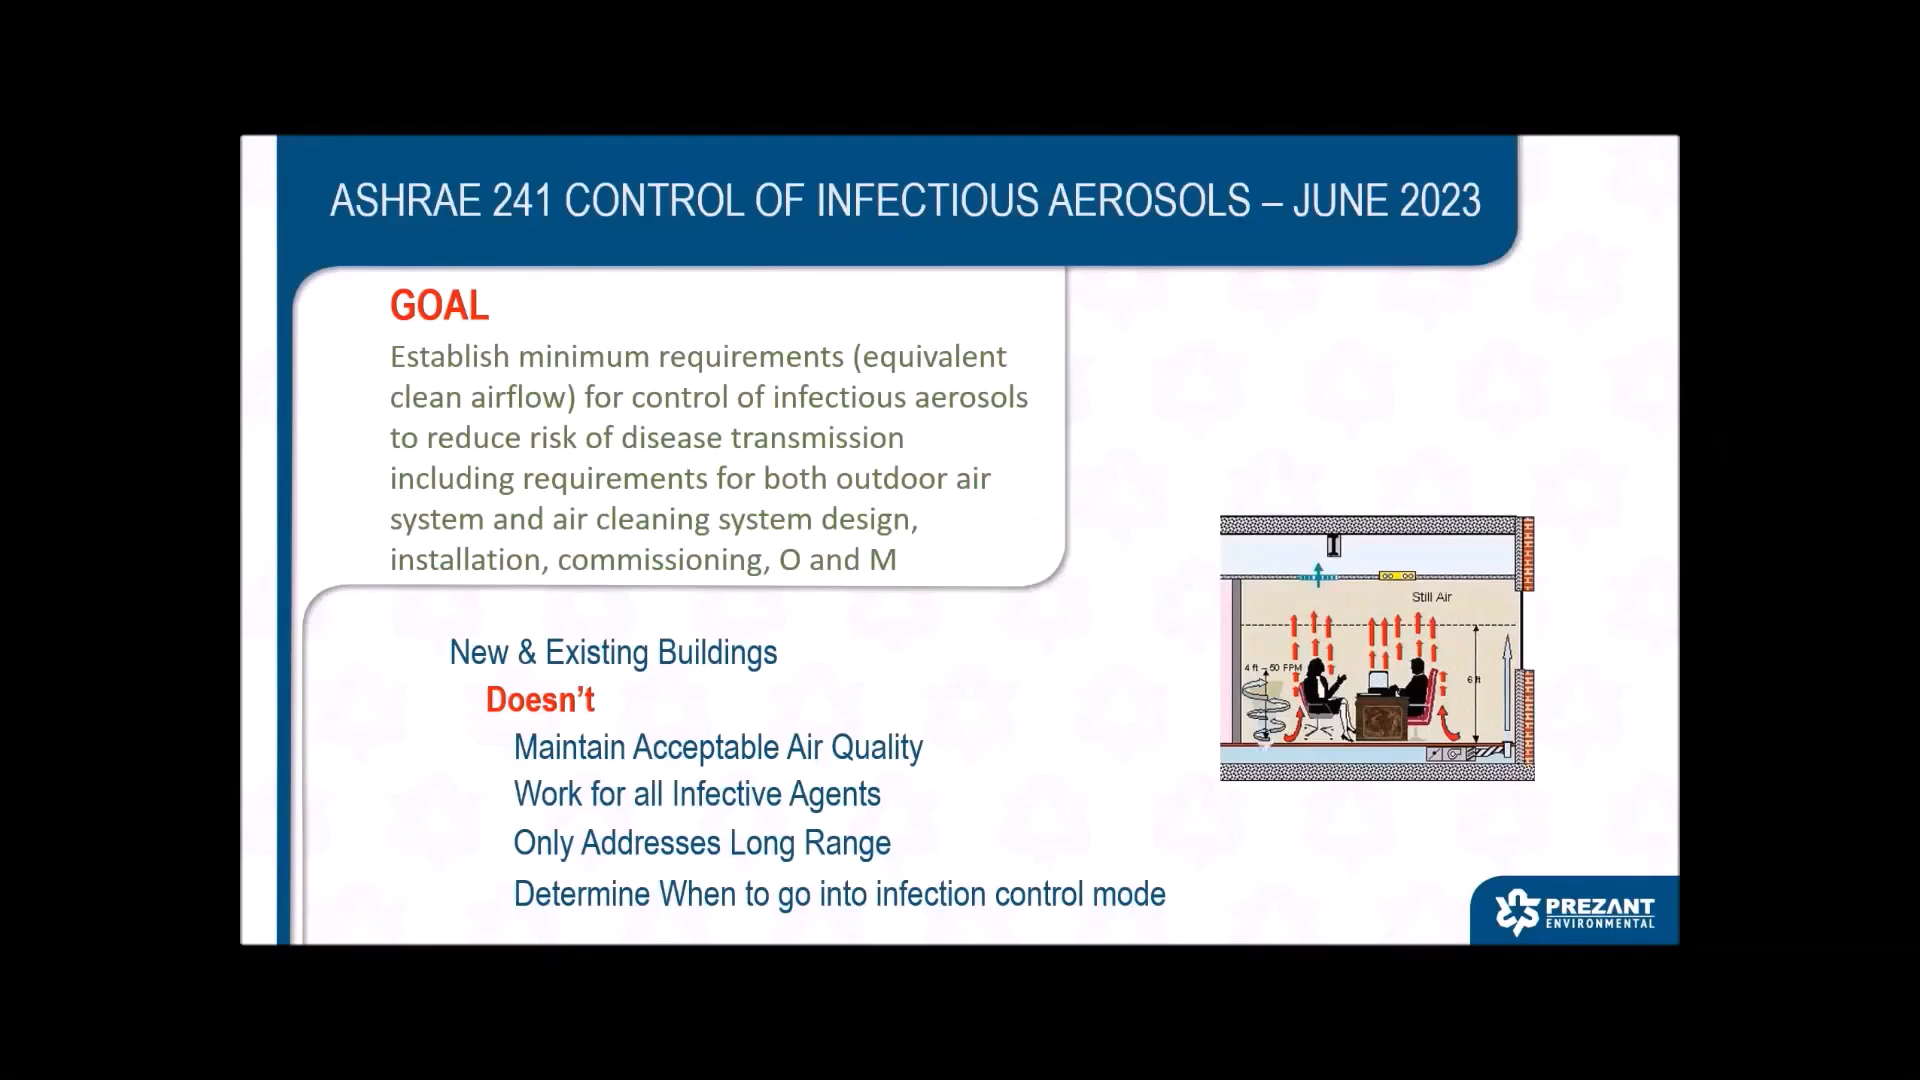 ASHRAE 241 CONTROL OF INFECTIOUS AEROSOLS – JUNE 2023
GOAL
Establish minimum requirements (equivalent
clean airflow) for control of infectious aerosols
to reduce risk of disease transmission
including requirements for both outdoor air
system and air cleaning system design,
installation, commissioning, O and M
New & Existing Buildings
Doesn’t
Maintain Acceptable Air Quality
Work for all Infective Agents
Only Addresses Long Range
Determine When to go into infection control mode
Still Air
4 ft – 50 FPM
6 ft
PREZANT
ENVIRONMENTAL